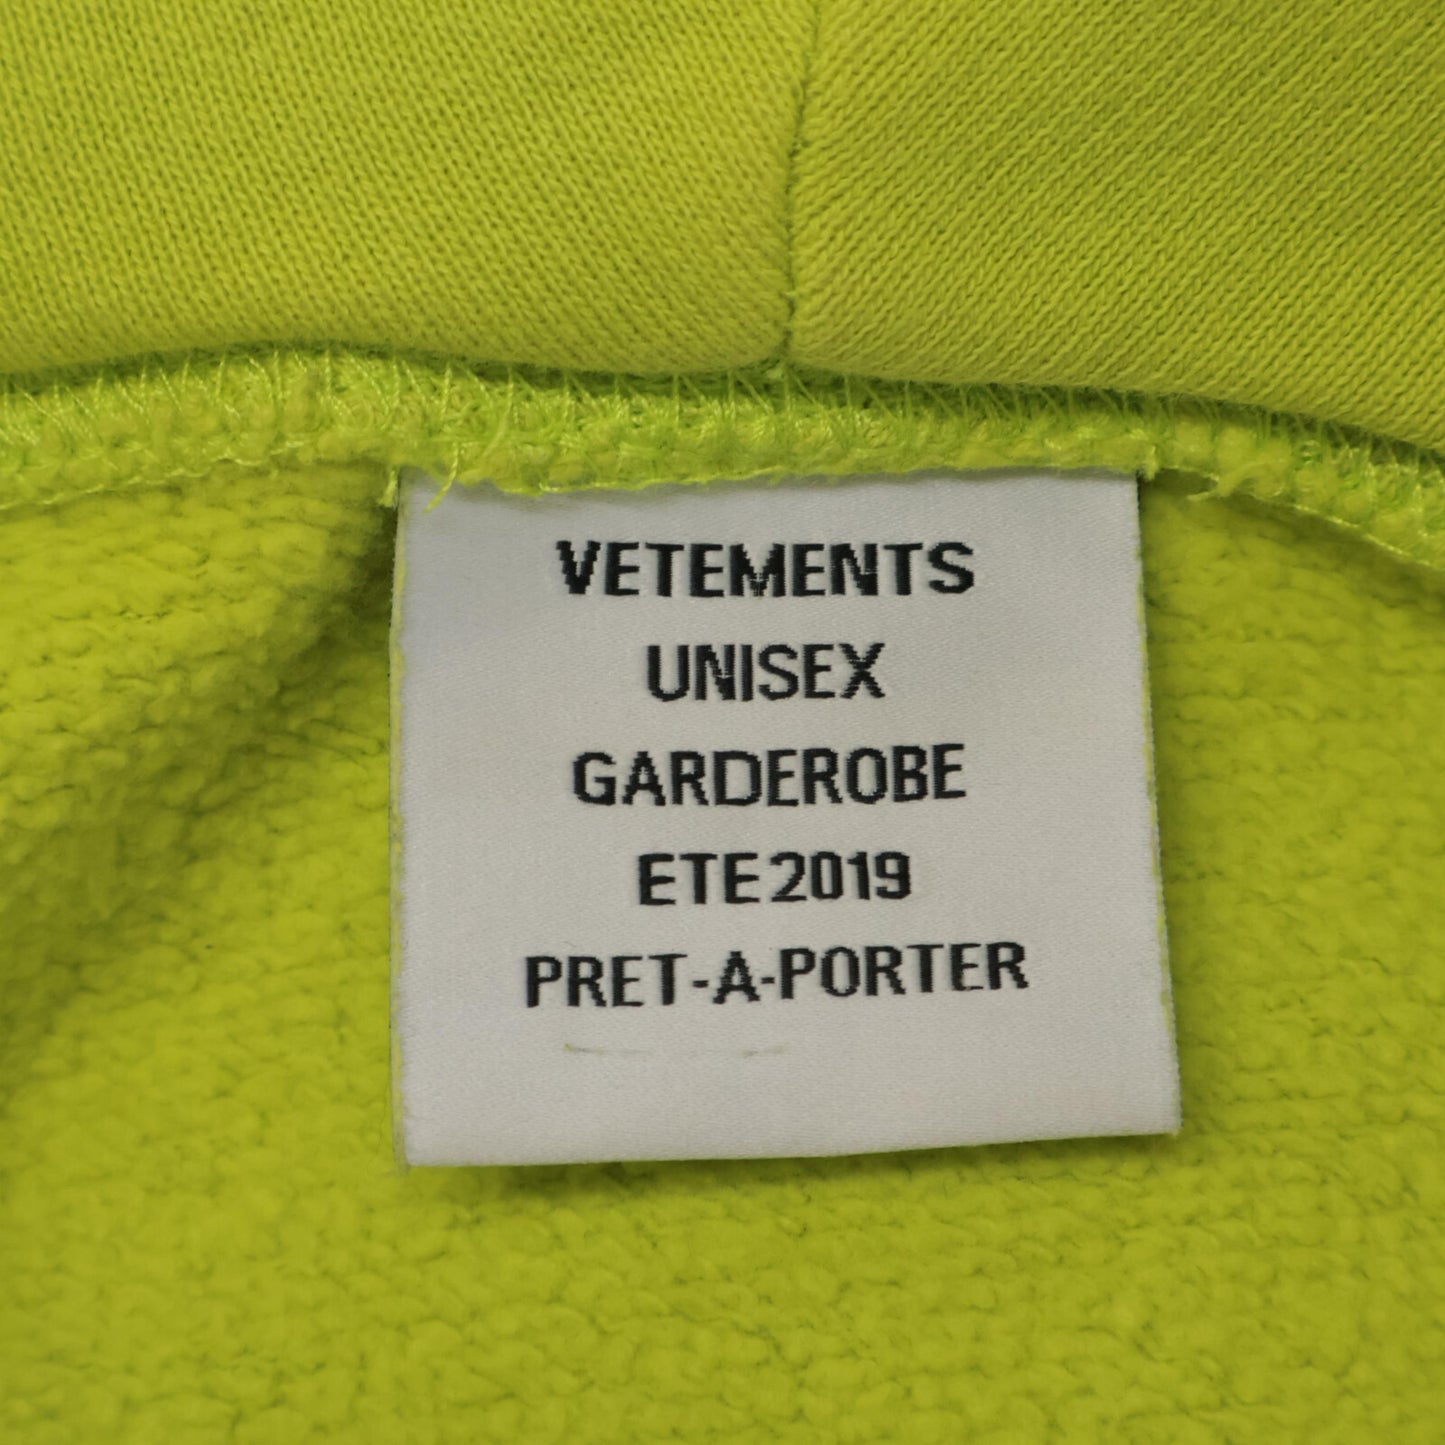 VETEMENTS
UNISEX
GARDEROBE
ETE 2019
PRET-A-PORTER